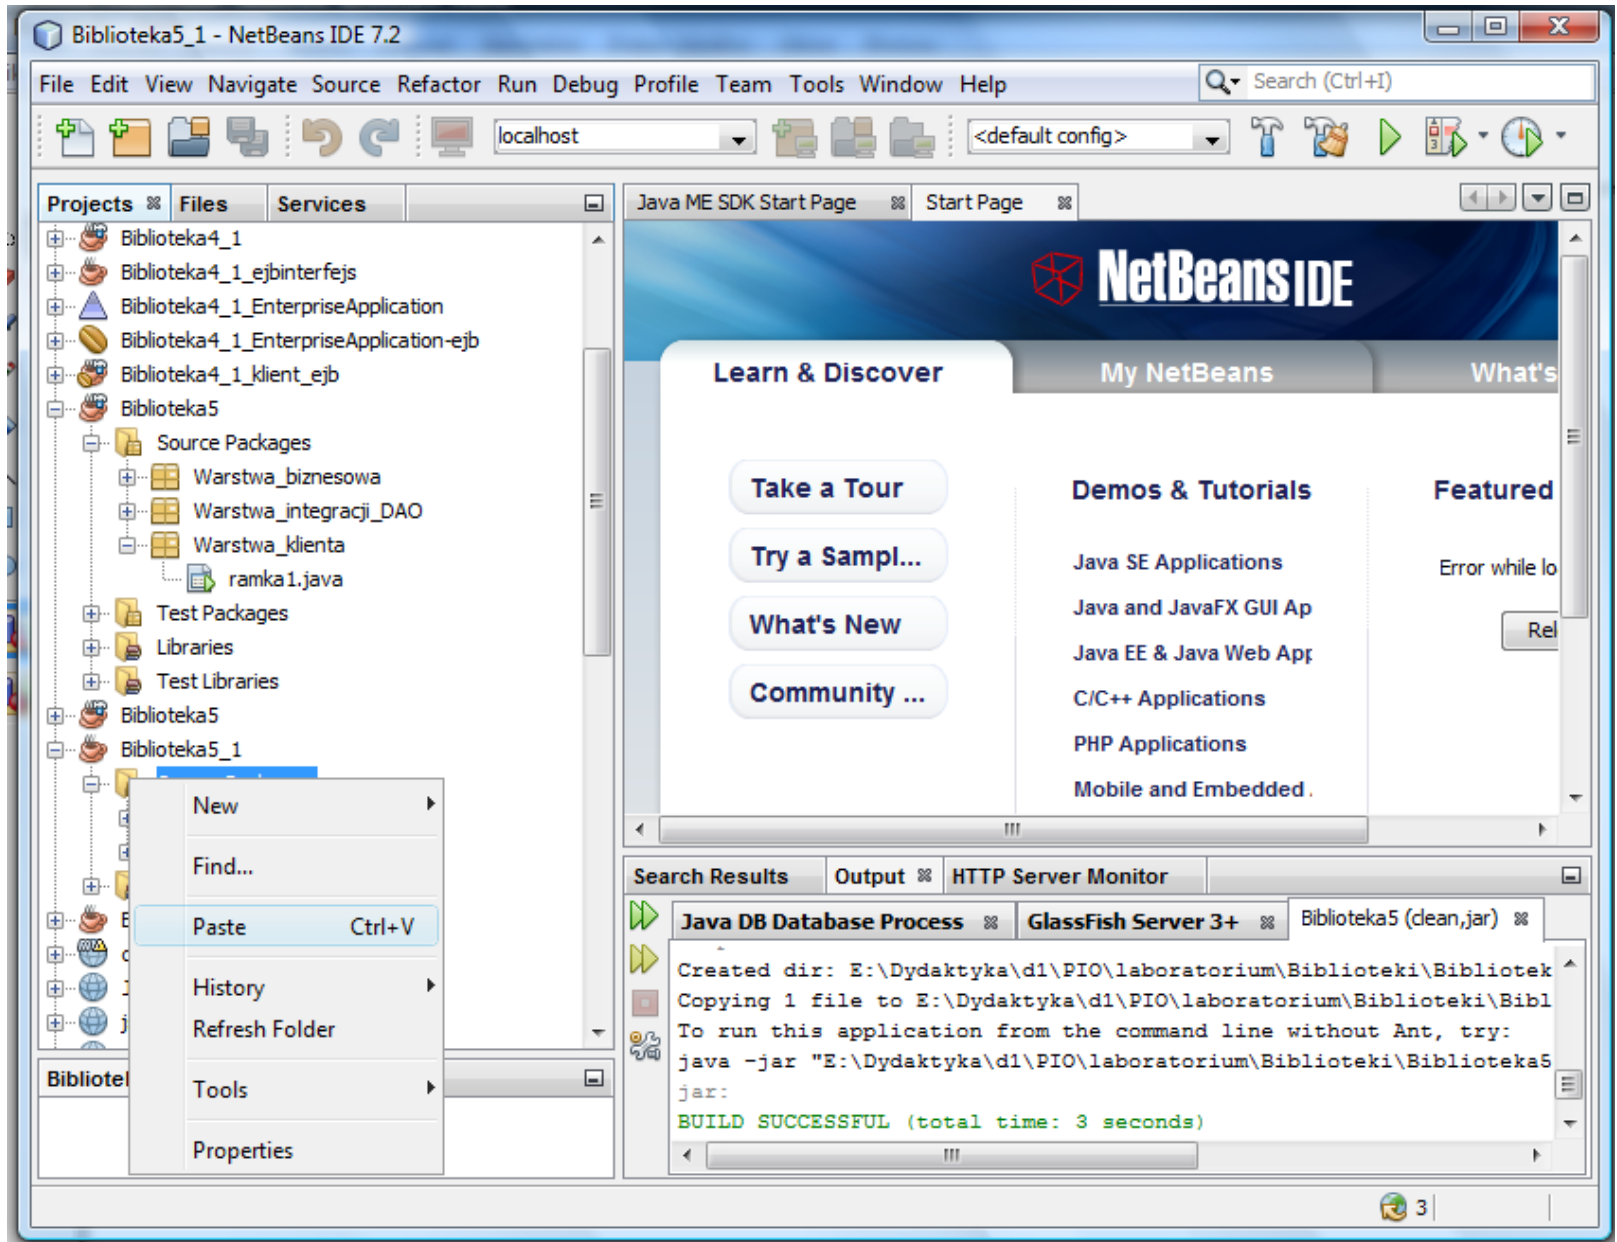 Biblioteka5_1 - NetBeans IDE 7.2
File Edit View Navigate Source Refactor Run Debug Profile Team Tools Window Help
Search (Ctrl+I)
localhost
<default config>
Projects Files Services
Biblioteka4_1
Biblioteka4_1_ejbinterfejs
Biblioteka4_1_EnterpriseApplication
Biblioteka4_1_EnterpriseApplication-ejb
Biblioteka4_1_klient_ejb
Biblioteka5
Source Packages
Warstwa_biznesowa
Warstwa_integracji_DAO
Warstwa_klienta
ramka1.java
Test Packages
Libraries
Test Libraries
Biblioteka5
Biblioteka5_1
New
Find...
Paste Ctrl+V
History
Refresh Folder
Tools
Properties
Bibliotel
Java ME SDK Start Page Start Page
NetBeans IDE
Learn & Discover My NetBeans What's
Take a Tour
Try a Sampl...
What's New
Community ...
Demos & Tutorials
Java SE Applications
Java and JavaFX GUI Ap
Java EE & Java Web App
C/C++ Applications
PHP Applications
Mobile and Embedded .
Featured
Error while lo
Rel
Search Results Output HTTP Server Monitor
Java DB Database Process GlassFish Server 3+ Biblioteka5 (clean,jar)
Created dir: E:\Dydaktyka\d1\PIO\laboratorium\Biblioteki\Bibliotek
Copying 1 file to E:\Dydaktyka\d1\PIO\laboratorium\Biblioteki\Bibl
To run this application from the command line without Ant, try:
java -jar "E:\Dydaktyka\d1\PIO\laboratorium\Biblioteki\Biblioteka5
jar:
BUILD SUCCESSFUL (total time: 3 seconds)
3